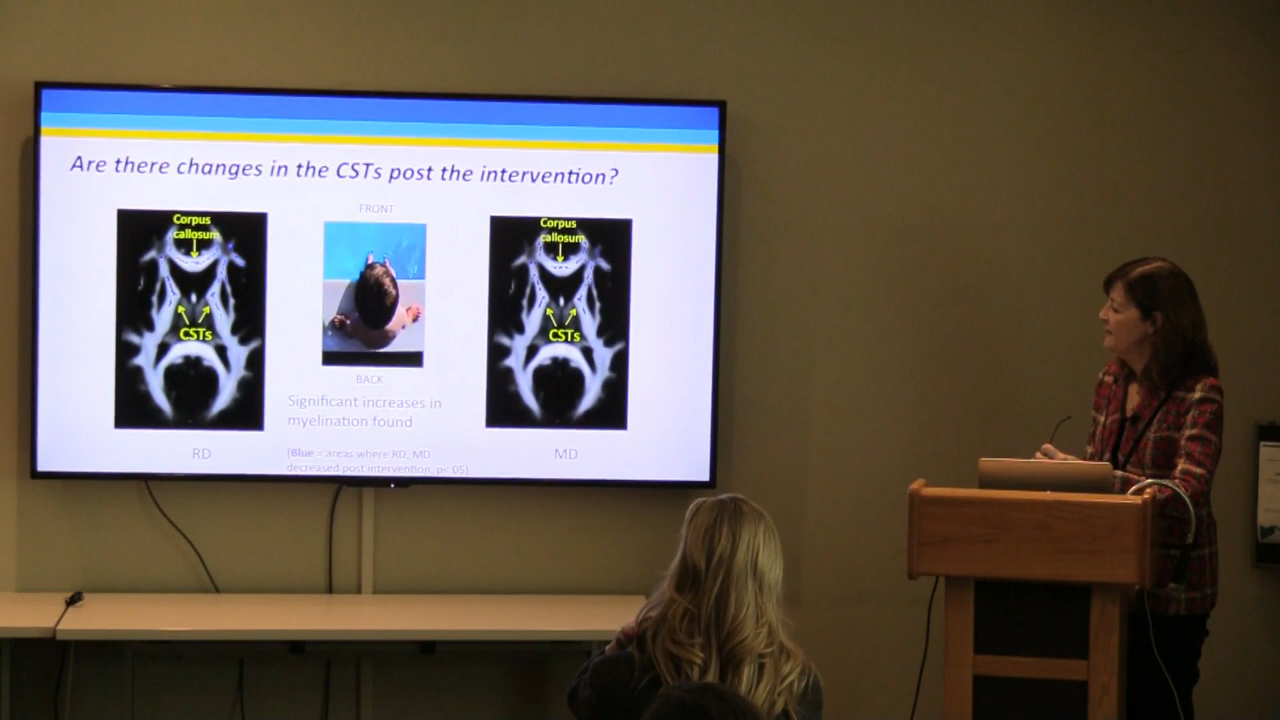 Are there changes in the CSTs post the intervention?
Corpus
callosum
CSTs
RD
FRONT
BACK
Significant increases in
myelination found
(Blue = areas where RD, MD
decreased post intervention, p<.05)
Corpus
callosum
CSTs
MD